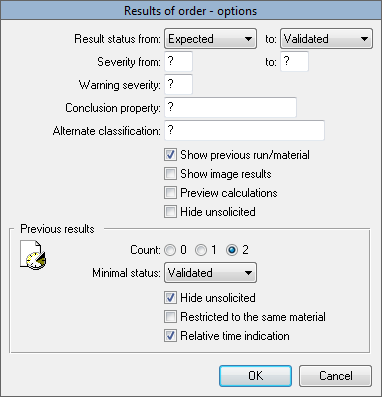 Results of order - options
Result status from: Expected to: Validated
Severity from: ? to: ?
Warning severity: ?
Conclusion property: ?
Alternate classification: ?
Show previous run/material
Show image results
Preview calculations
Hide unsolicited
Previous results
Count: 0 1 2
Minimal status: Validated
Hide unsolicited
Restricted to the same material
Relative time indication
OK Cancel